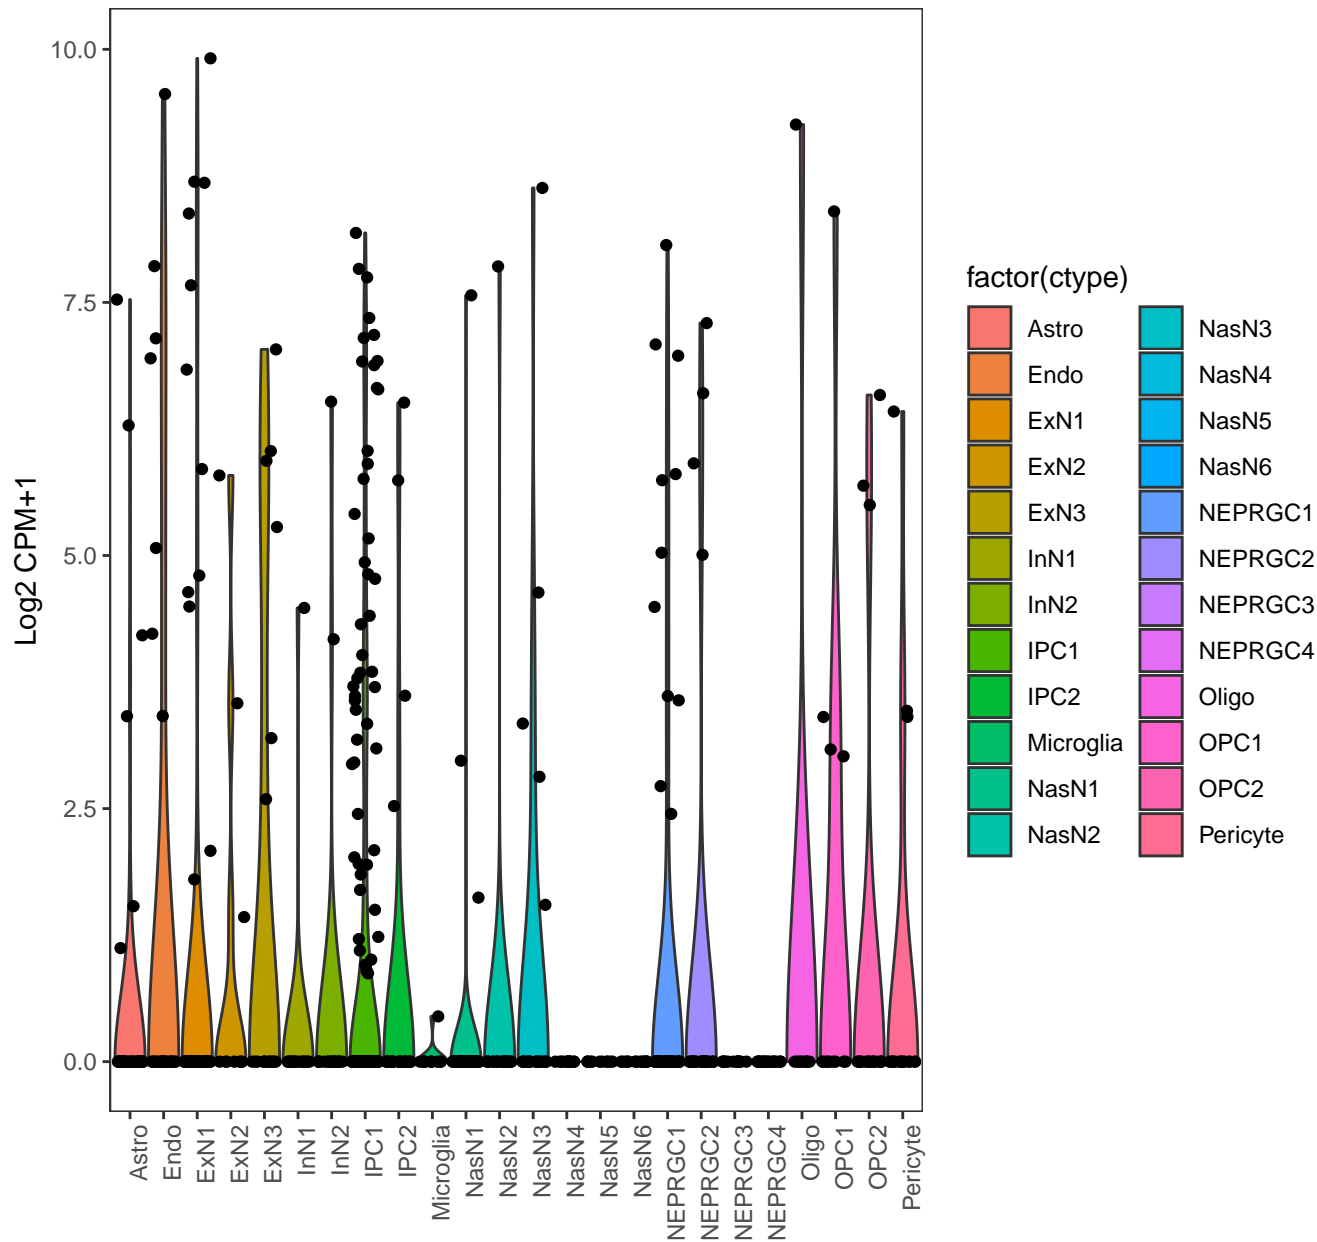 Log2 CPM+1
10.0
7.5
5.0
2.5
0.0
Astro
Endo
ExN1
ExN2
ExN3
InN1
InN2
IPC1
IPC2
Microglia
NasN1
NasN2
NasN3
NasN4
NasN5
NasN6
NEPRGC1
NEPRGC2
NEPRGC3
NEPRGC4
Oligo
OPC1
OPC2
Pericyte
factor(ctype)
Astro
Endo
ExN1
ExN2
ExN3
InN1
InN2
IPC1
IPC2
Microglia
NasN1
NasN2
NasN3
NasN4
NasN5
NasN6
NEPRGC1
NEPRGC2
NEPRGC3
NEPRGC4
Oligo
OPC1
OPC2
Pericyte